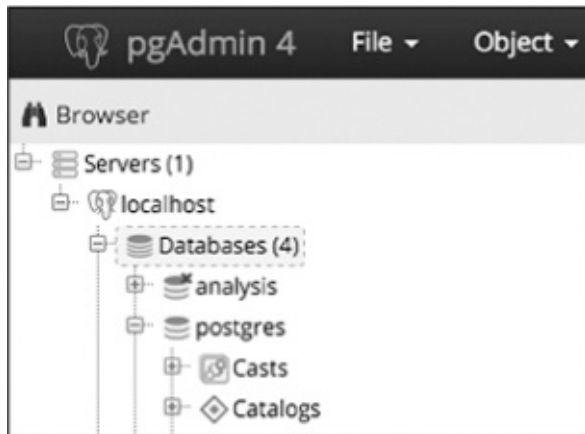 pgAdmin 4 File Object
Browser
Servers (1)
localhost
Databases (4)
analysis
postgres
Casts
Catalogs